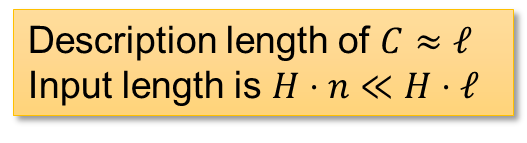 Description length of C ≈ ℓ
Input length is H · n ≪ H · ℓ